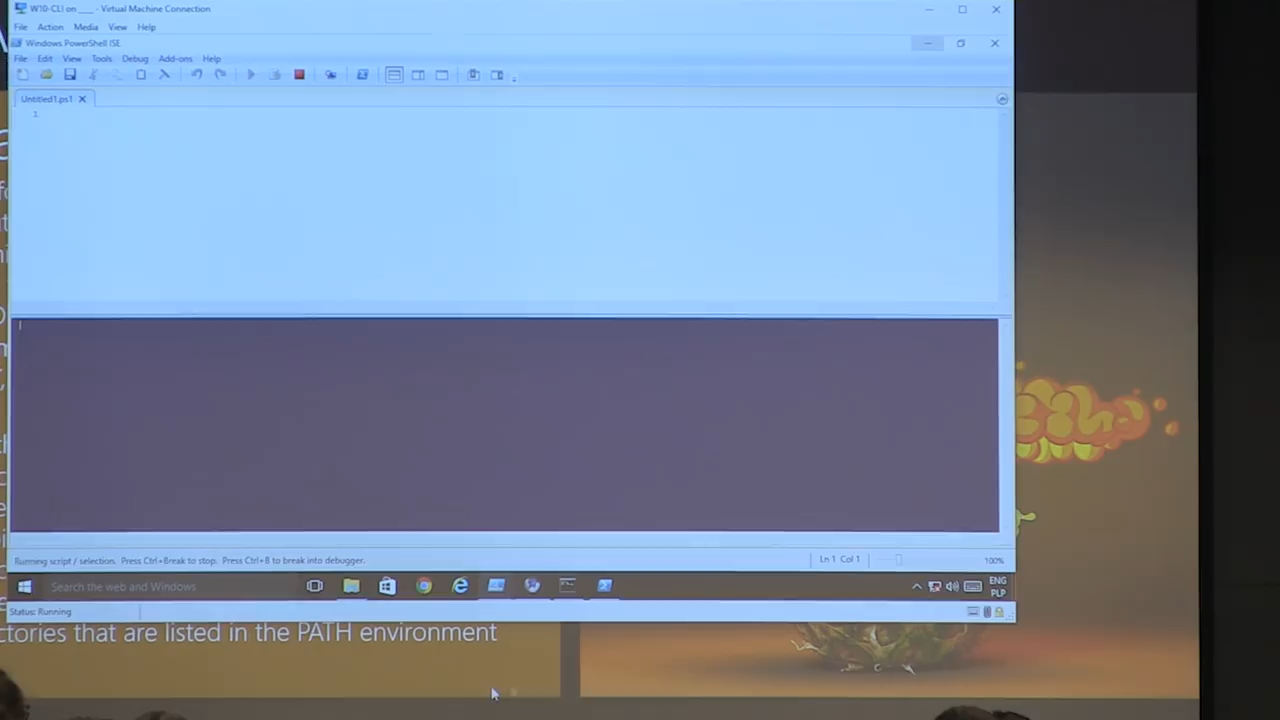 W10-CLI on ___ - Virtual Machine Connection
File Action Media View Help
Windows PowerShell ISE
File Edit View Tools Debug Add-ons Help
Untitled1.ps1
1
Running script / selection. Press Ctrl+Break to stop. Press Ctrl+B to break into debugger.
Ln 1 Col 1
100%
Search the web and Windows
ENG
PLP
Status: Running
ctories that are listed in the PATH environment